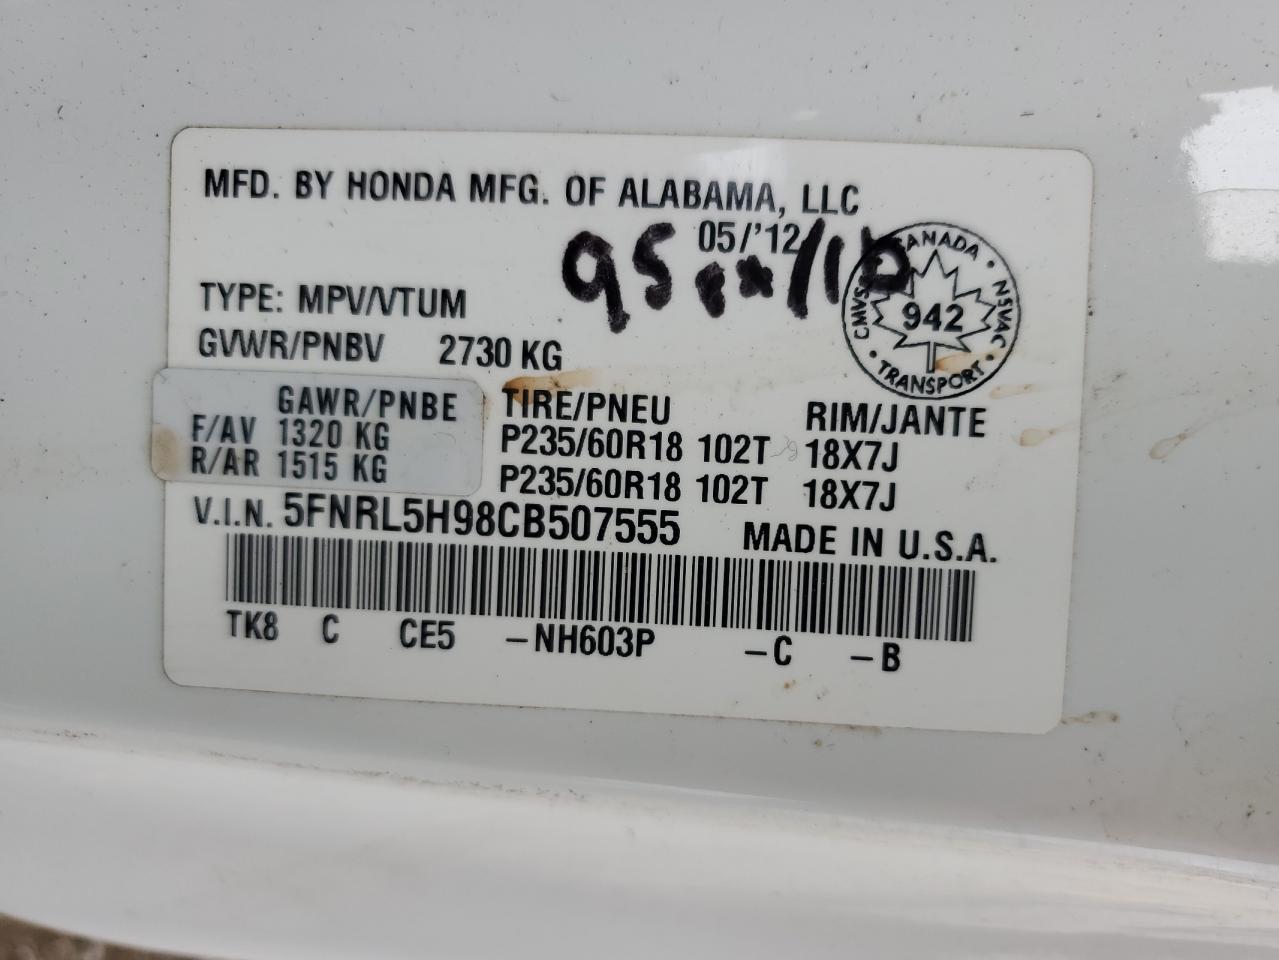 MFD. BY HONDA MFG. OF ALABAMA, LLC
05/'12
TYPE: MPV/VTUM
GVWR/PNBV 2730 KG
CANADA · NSVAC · TRANSPORT · CMVSS
942
GAWR/PNBE TIRE/PNEU RIM/JANTE
F/AV 1320 KG P235/60R18 102T 18X7J
R/AR 1515 KG P235/60R18 102T 18X7J
V.I.N. 5FNRL5H98CB507555 MADE IN U.S.A.
TK8 C CE5 –NH603P –C –B